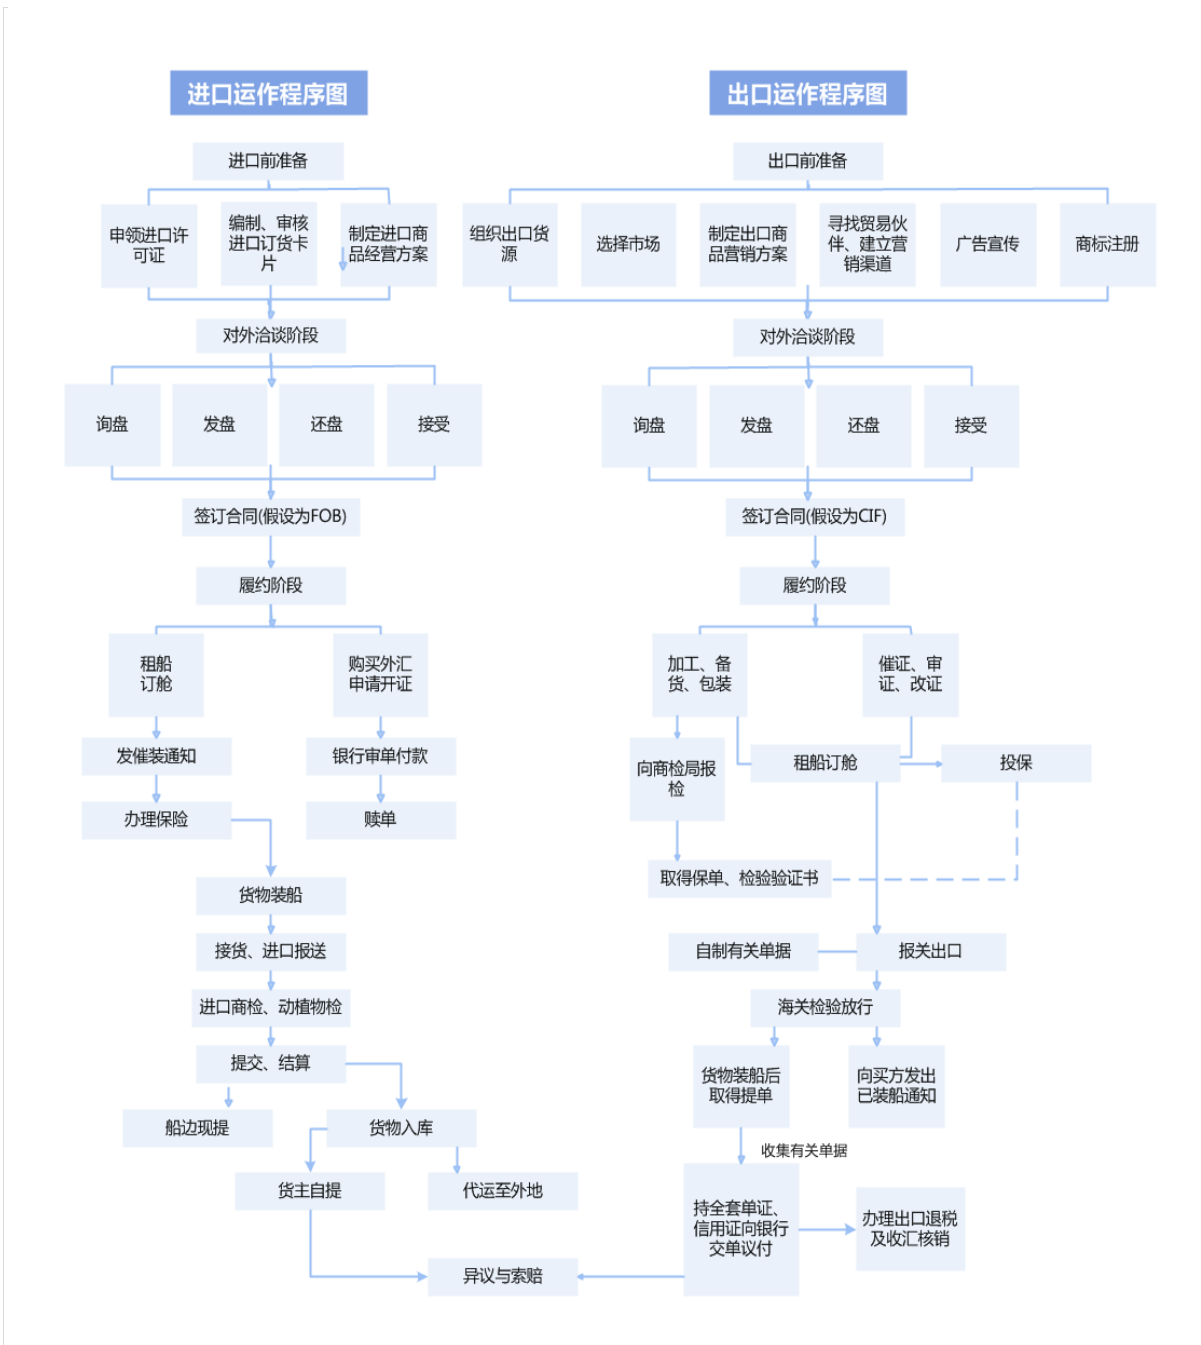 进口运作程序图
进口前准备
申领进口许
可证
编制、审核
进口订货卡
片
制定进口商
品经营方案
对外洽谈阶段
询盘
发盘
还盘
接受
签订合同(假设为FOB)
履约阶段
租船
订舱
购买外汇
申请开证
发催装通知
银行审单付款
办理保险
赎单
货物装船
接货、进口报送
进口商检、动植物检
提交、结算
船边现提
货物入库
货主自提
代运至外地
异议与索赔
出口运作程序图
出口前准备
组织出口货
源
选择市场
制定出口商
品营销方案
寻找贸易伙
伴、建立营
销渠道
广告宣传
商标注册
对外洽谈阶段
询盘
发盘
还盘
接受
签订合同(假设为CIF)
履约阶段
加工、备
货、包装
催证、审
证、改证
向商检局报
检
租船订舱
投保
取得保单、检验验证书
自制有关单据
报关出口
海关检验放行
货物装船后
取得提单
向买方发出
已装船通知
收集有关单据
持全套单证、
信用证向银行
交单议付
办理出口退税
及收汇核销